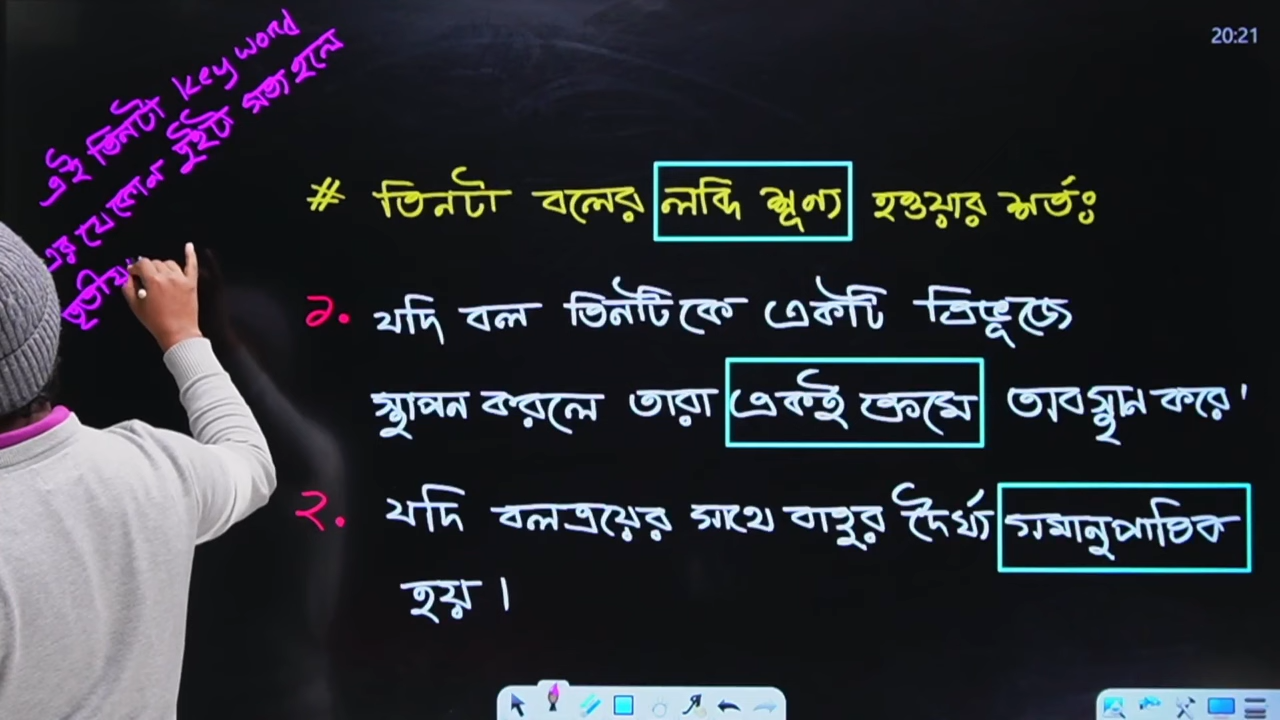 20:21
এই তিনটা Key word
এর যেকোন দুইটা সত্য হলে
তৃতীয়
# তিনটা বলের লব্ধি শূণ্য হওয়ার শর্তঃ
১. যদি বল তিনটিকে একটি ত্রিভূজে
স্থাপন করলে তারা একই ক্রমে অবস্থান করে।
২. যদি বলত্রয়ের সাথে বাহুর দৈর্ঘ্য সমানুপাতিক
হয়।